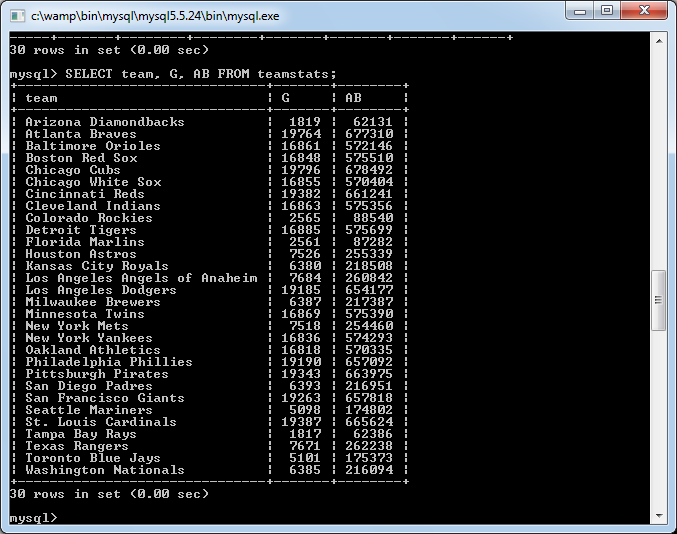 c:\wamp\bin\mysql\mysql5.5.24\bin\mysql.exe
30 rows in set (0.00 sec)
mysql> SELECT team, G, AB FROM teamstats;
| team | G | AB |
| Arizona Diamondbacks | 1819 | 62131 |
| Atlanta Braves | 19764 | 677310 |
| Baltimore Orioles | 16861 | 572146 |
| Boston Red Sox | 16848 | 575510 |
| Chicago Cubs | 19796 | 678492 |
| Chicago White Sox | 16855 | 570404 |
| Cincinnati Reds | 19382 | 661241 |
| Cleveland Indians | 16863 | 575356 |
| Colorado Rockies | 2565 | 88540 |
| Detroit Tigers | 16885 | 575699 |
| Florida Marlins | 2561 | 87282 |
| Houston Astros | 7526 | 255339 |
| Kansas City Royals | 6380 | 218508 |
| Los Angeles Angels of Anaheim | 7684 | 260842 |
| Los Angeles Dodgers | 19185 | 654177 |
| Milwaukee Brewers | 6387 | 217387 |
| Minnesota Twins | 16869 | 575390 |
| New York Mets | 7518 | 254460 |
| New York Yankees | 16836 | 574293 |
| Oakland Athletics | 16818 | 570335 |
| Philadelphia Phillies | 19190 | 657092 |
| Pittsburgh Pirates | 19343 | 663975 |
| San Diego Padres | 6393 | 216951 |
| San Francisco Giants | 19263 | 657818 |
| Seattle Mariners | 5098 | 174802 |
| St. Louis Cardinals | 19387 | 665624 |
| Tampa Bay Rays | 1817 | 62386 |
| Texas Rangers | 7671 | 262238 |
| Toronto Blue Jays | 5101 | 175373 |
| Washington Nationals | 6385 | 216094 |
30 rows in set (0.00 sec)
mysql>